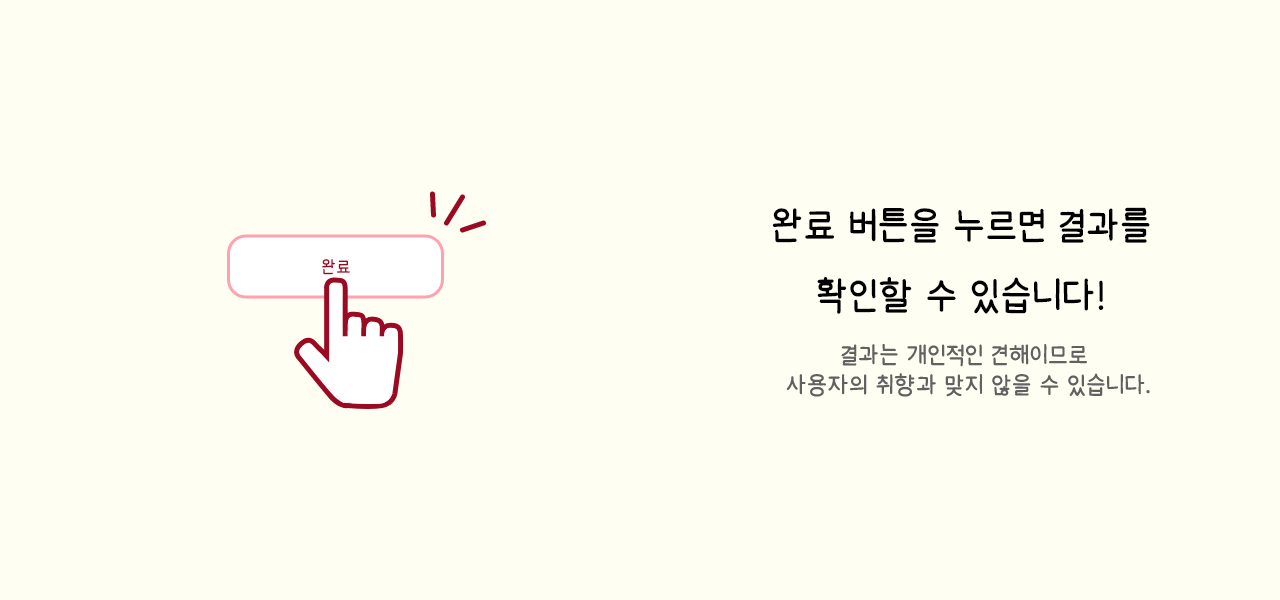 완료
완료 버튼을 누르면 결과를
확인할 수 있습니다!
결과는 개인적인 견해이므로
사용자의 취향과 맞지 않을 수 있습니다.